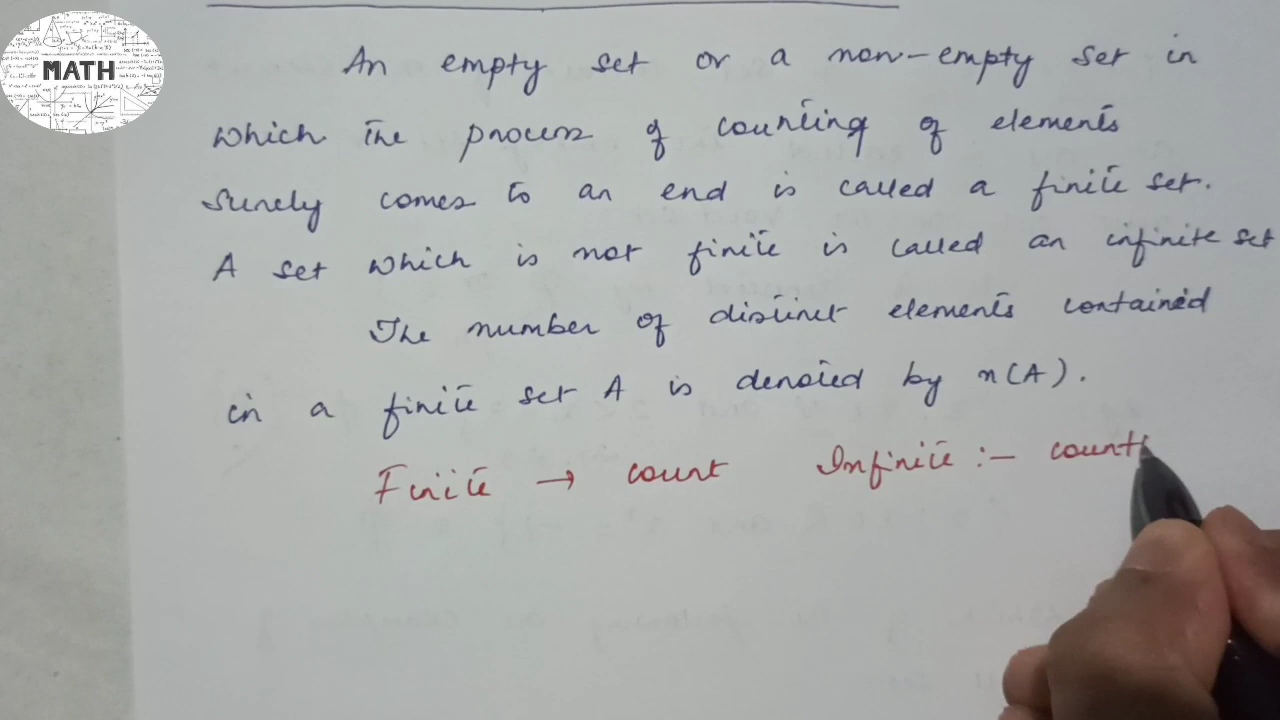 MATH
An empty set or a non-empty set in
which the process of counting of elements
surely comes to an end is called a finite set.
A set which is not finite is called an infinite set
The number of distinct elements contained
in a finite set A is denoted by n(A).
Finite → count Infinite :- count